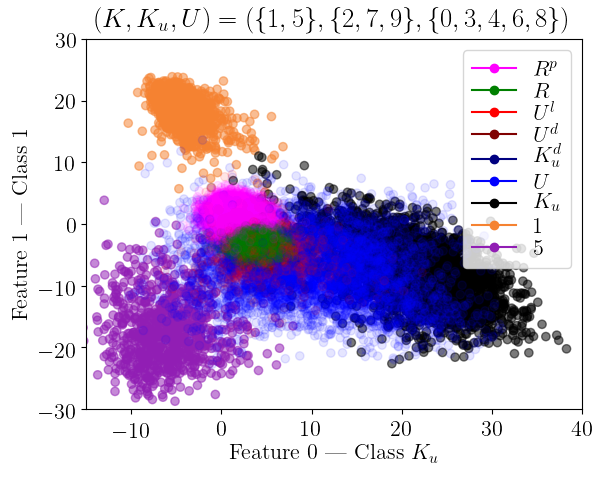 (K, K_u, U) = ({1, 5}, {2, 7, 9}, {0, 3, 4, 6, 8})
30
20
10
0
−10
−20
−30
Feature 1 — Class 1
R^p
R
U^l
U^d
K_u^d
U
K_u
1
5
−10
0
10
20
30
40
Feature 0 — Class K_u